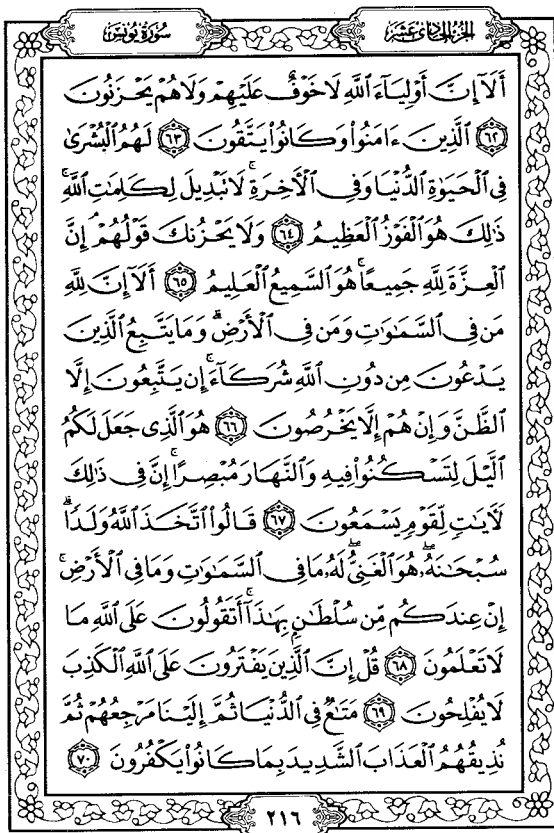 الجزء الحادي عشر
سورة يونس
أَلَآ إِنَّ أَوْلِيَآءَ ٱللَّهِ لَا خَوْفٌ عَلَيْهِمْ وَلَا هُمْ يَحْزَنُونَ
٦٢ ٱلَّذِينَ ءَامَنُوا۟ وَكَانُوا۟ يَتَّقُونَ ٦٣ لَهُمُ ٱلْبُشْرَىٰ
فِى ٱلْحَيَوٰةِ ٱلدُّنْيَا وَفِى ٱلْأَخِرَةِ ۚ لَا تَبْدِيلَ لِكَلِمَـٰتِ ٱللَّهِ ۚ
ذَٰلِكَ هُوَ ٱلْفَوْزُ ٱلْعَظِيمُ ٦٤ وَلَا يَحْزُنكَ قَوْلُهُمْ ۘ إِنَّ
ٱلْعِزَّةَ لِلَّهِ جَمِيعًا ۚ هُوَ ٱلسَّمِيعُ ٱلْعَلِيمُ ٦٥ أَلَآ إِنَّ لِلَّهِ
مَن فِى ٱلسَّمَـٰوَٰتِ وَمَن فِى ٱلْأَرْضِ ۗ وَمَا يَتَّبِعُ ٱلَّذِينَ
يَدْعُونَ مِن دُونِ ٱللَّهِ شُرَكَآءَ ۚ إِن يَتَّبِعُونَ إِلَّا
ٱلظَّنَّ وَإِنْ هُمْ إِلَّا يَخْرُصُونَ ٦٦ هُوَ ٱلَّذِى جَعَلَ لَكُمُ
ٱلَّيْلَ لِتَسْكُنُوا۟ فِيهِ وَٱلنَّهَارَ مُبْصِرًا ۚ إِنَّ فِى ذَٰلِكَ
لَأَيَـٰتٍ لِّقَوْمٍ يَسْمَعُونَ ٦٧ قَالُوا۟ ٱتَّخَذَ ٱللَّهُ وَلَدًا ۗ
سُبْحَـٰنَهُۥ ۖ هُوَ ٱلْغَنِىُّ ۖ لَهُۥ مَا فِى ٱلسَّمَـٰوَٰتِ وَمَا فِى ٱلْأَرْضِ ۚ
إِنْ عِندَكُم مِّن سُلْطَـٰنٍۭ بِهَـٰذَآ ۚ أَتَقُولُونَ عَلَى ٱللَّهِ مَا
لَا تَعْلَمُونَ ٦٨ قُلْ إِنَّ ٱلَّذِينَ يَفْتَرُونَ عَلَى ٱللَّهِ ٱلْكَذِبَ
لَا يُفْلِحُونَ ٦٩ مَتَـٰعٌ فِى ٱلدُّنْيَا ثُمَّ إِلَيْنَا مَرْجِعُهُمْ ثُمَّ
نُذِيقُهُمُ ٱلْعَذَابَ ٱلشَّدِيدَ بِمَا كَانُوا۟ يَكْفُرُونَ ٧٠
٢١٦